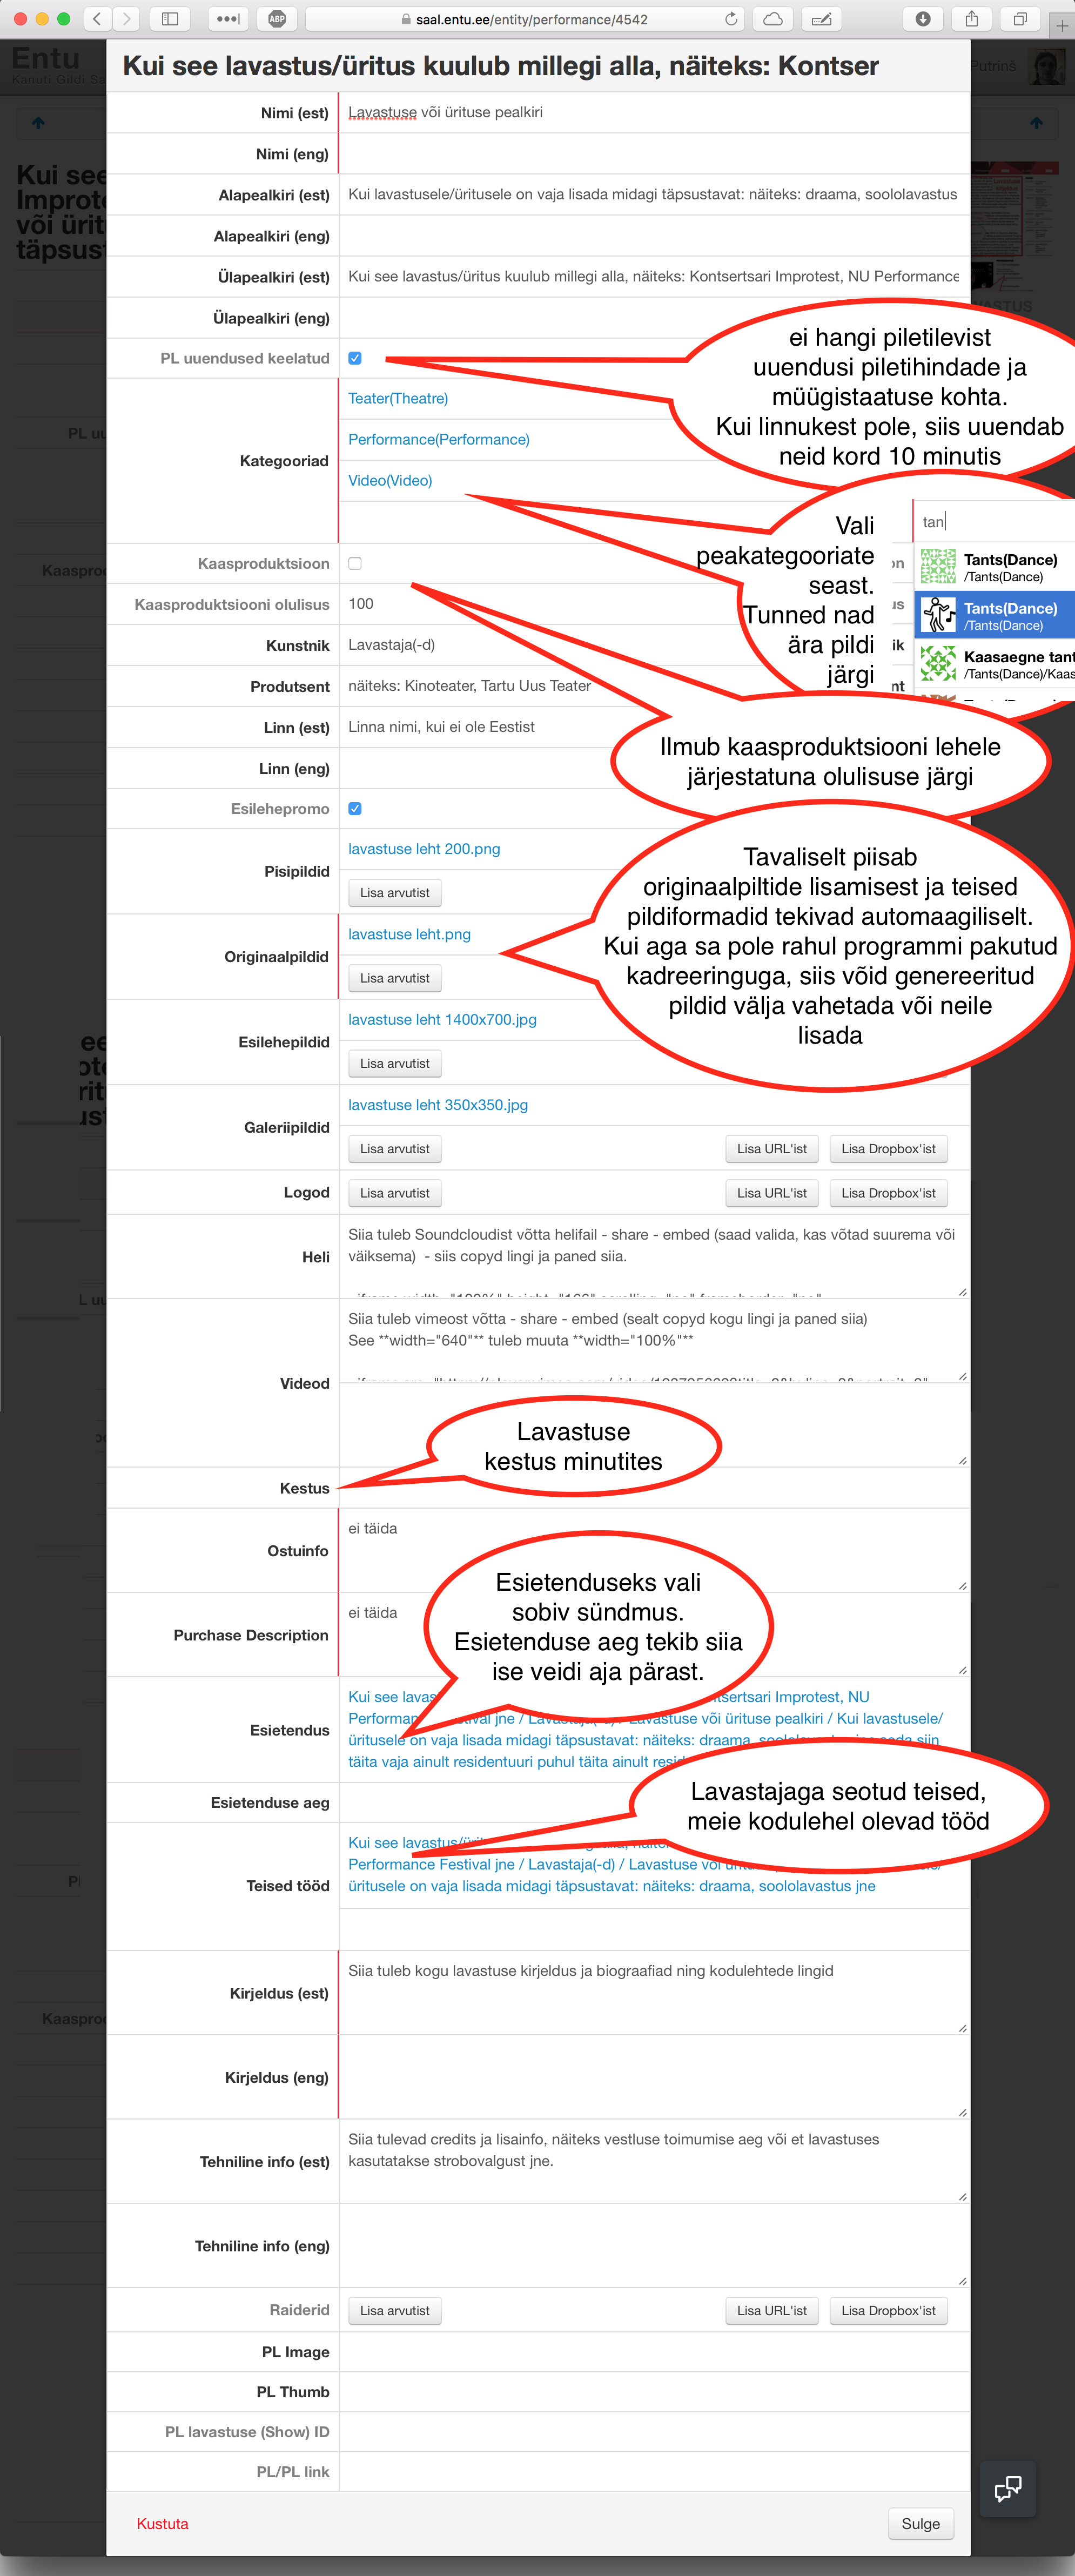 saal.entu.ee/entity/performance/4542
ABP
Entu
Kanuti Gildi Sa
Putrinš
Kui see lavastus/üritus kuulub millegi alla, näiteks: Kontser
Nimi (est)
Lavastuse või ürituse pealkiri
Nimi (eng)
Alapealkiri (est)
Kui lavastusele/üritusele on vaja lisada midagi täpsustavat: näiteks: draama, soololavastus
Alapealkiri (eng)
Ülapealkiri (est)
Kui see lavastus/üritus kuulub millegi alla, näiteks: Kontsertsari Improtest, NU Performance
Ülapealkiri (eng)
PL uuendused keelatud
ei hangi piletilevist
uuendusi piletihindade ja
müügistaatuse kohta.
Kui linnukest pole, siis uuendab
neid kord 10 minutis
Kategooriad
Teater(Theatre)
Performance(Performance)
Video(Video)
Vali
peakategooriate
seast.
Tunned nad
ära pildi
järgi
tan
Tants(Dance)
/Tants(Dance)
Tants(Dance)
/Tants(Dance)
Kaasaegne tant
/Tants(Dance)/Kaas
Kaasproduktsioon
Kaasproduktsiooni olulisus
100
Kunstnik
Lavastaja(-d)
Produtsent
näiteks: Kinoteater, Tartu Uus Teater
Linn (est)
Linna nimi, kui ei ole Eestist
Linn (eng)
Ilmub kaasproduktsiooni lehele
järjestatuna olulisuse järgi
Esilehepromo
Pisipildid
lavastuse leht 200.png
Lisa arvutist
Originaalpildid
lavastuse leht.png
Lisa arvutist
Tavaliselt piisab
originaalpiltide lisamisest ja teised
pildiformadid tekivad automaagiliselt.
Kui aga sa pole rahul programmi pakutud
kadreeringuga, siis võid genereeritud
pildid välja vahetada või neile
lisada
Esilehepildid
lavastuse leht 1400x700.jpg
Lisa arvutist
Galeriipildid
lavastuse leht 350x350.jpg
Lisa arvutist Lisa URL'ist Lisa Dropbox'ist
Logod
Lisa arvutist Lisa URL'ist Lisa Dropbox'ist
Heli
Siia tuleb Soundcloudist võtta helifail - share - embed (saad valida, kas võtad suurema või
väiksema) - siis copyd lingi ja paned siia.
Videod
Siia tuleb vimeost võtta - share - embed (sealt copyd kogu lingi ja paned siia)
See **width="640"** tuleb muuta **width="100%"**
Lavastuse
kestus minutites
Kestus
Ostuinfo
ei täida
Purchase Description
ei täida
Esietenduseks vali
sobiv sündmus.
Esietenduse aeg tekib siia
ise veidi aja pärast.
Esietendus
Kui see lavas tsertsari Improtest, NU
Performan tival jne / Lavastaja(-d) / Lavastuse või ürituse pealkiri / Kui lavastusele/
üritusele on vaja lisada midagi täpsustavat: näiteks: draama, siin
täita vaja ainult residentuuri puhul täita ainult resid
Esietenduse aeg
Lavastajaga seotud teised,
meie kodulehel olevad tööd
Teised tööd
Kui see lavastus/ürit
Performance Festival jne / Lavastaja(-d) / Lavastuse või
üritusele on vaja lisada midagi täpsustavat: näiteks: draama, soololavastus jne
Kirjeldus (est)
Siia tuleb kogu lavastuse kirjeldus ja biograafiad ning kodulehtede lingid
Kirjeldus (eng)
Tehniline info (est)
Siia tulevad credits ja lisainfo, näiteks vestluse toimumise aeg või et lavastuses
kasutatakse strobovalgust jne.
Tehniline info (eng)
Raiderid
Lisa arvutist Lisa URL'ist Lisa Dropbox'ist
PL Image
PL Thumb
PL lavastuse (Show) ID
PL/PL link
Kustuta
Sulge